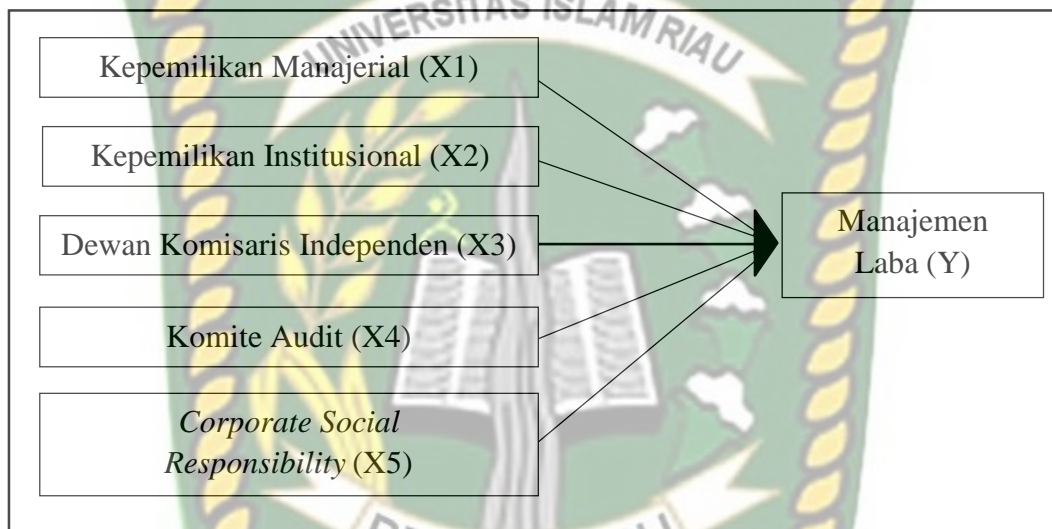 UNIVERSITAS ISLAM RIAU
Kepemilikan Manajerial (X1)
Kepemilikan Institusional (X2)
Dewan Komisaris Independen (X3)
Komite Audit (X4)
Corporate Social
Responsibility (X5)
Manajemen
Laba (Y)